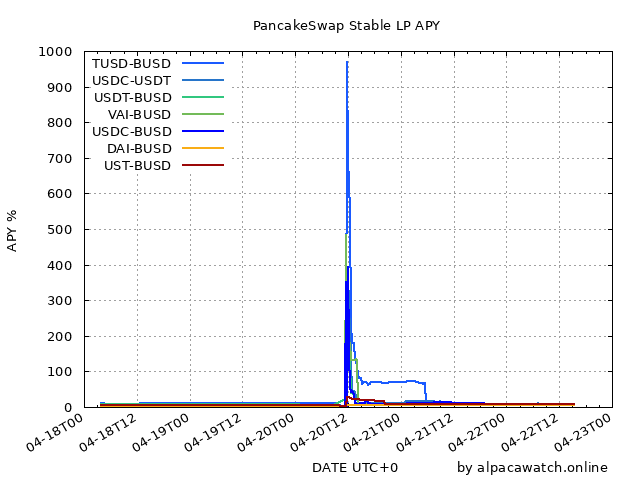 PancakeSwap Stable LP APY
1000
900
800
700
600
500
400
300
200
100
0
APY %
TUSD-BUSD
USDC-USDT
USDT-BUSD
VAI-BUSD
USDC-BUSD
DAI-BUSD
UST-BUSD
04-18T00
04-18T12
04-19T00
04-19T12
04-20T00
04-20T12
04-21T00
04-21T12
04-22T00
04-22T12
04-23T00
DATE UTC+0
by alpacawatch.online